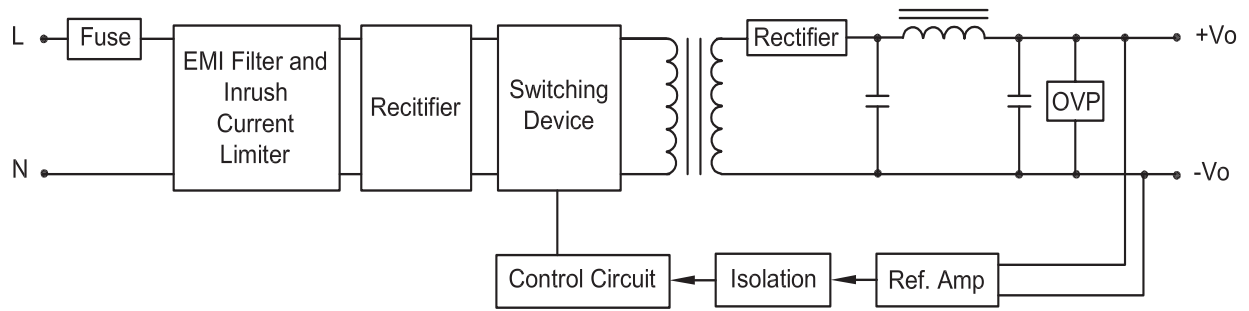 L
Fuse
EMI Filter and
Inrush
Current
Limiter
Recitifier
Switching
Device
Rectifier
OVP
+Vo
N
-Vo
Control Circuit
Isolation
Ref. Amp